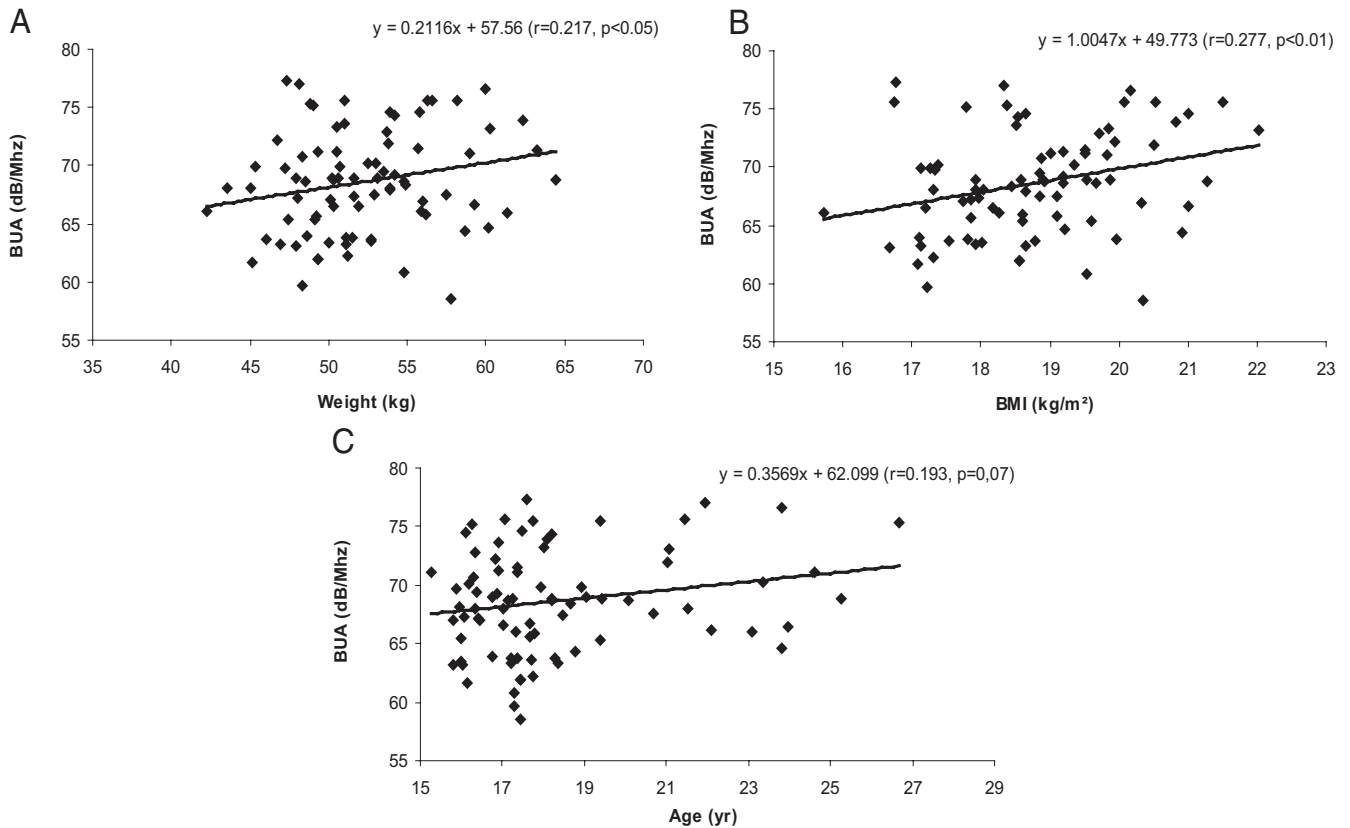 A
y = 0.2116x + 57.56 (r=0.217, p<0.05)
80
75
70
65
60
55
BUA (dB/Mhz)
35 40 45 50 55 60 65 70
Weight (kg)
B
y = 1.0047x + 49.773 (r=0.277, p<0.01)
80
75
70
65
60
55
BUA (dB/Mhz)
15 16 17 18 19 20 21 22 23
BMI (kg/m²)
C
y = 0.3569x + 62.099 (r=0.193, p=0,07)
80
75
70
65
60
55
BUA (dB/Mhz)
15 17 19 21 23 25 27 29
Age (yr)